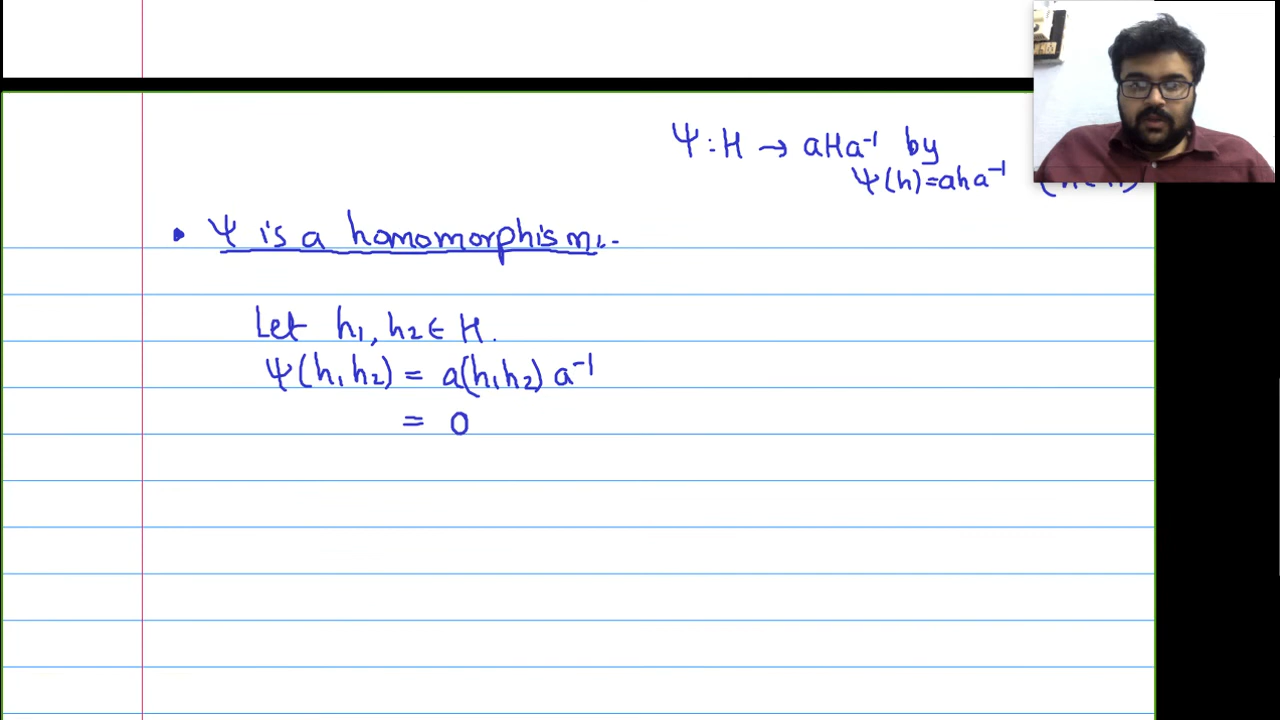 Ψ : H → aHa⁻¹ by
Ψ(h)=aha⁻¹
• Ψ is a homomorphism:-
Let h₁, h₂ ∈ H.
Ψ(h₁h₂) = a(h₁h₂) a⁻¹
= 0